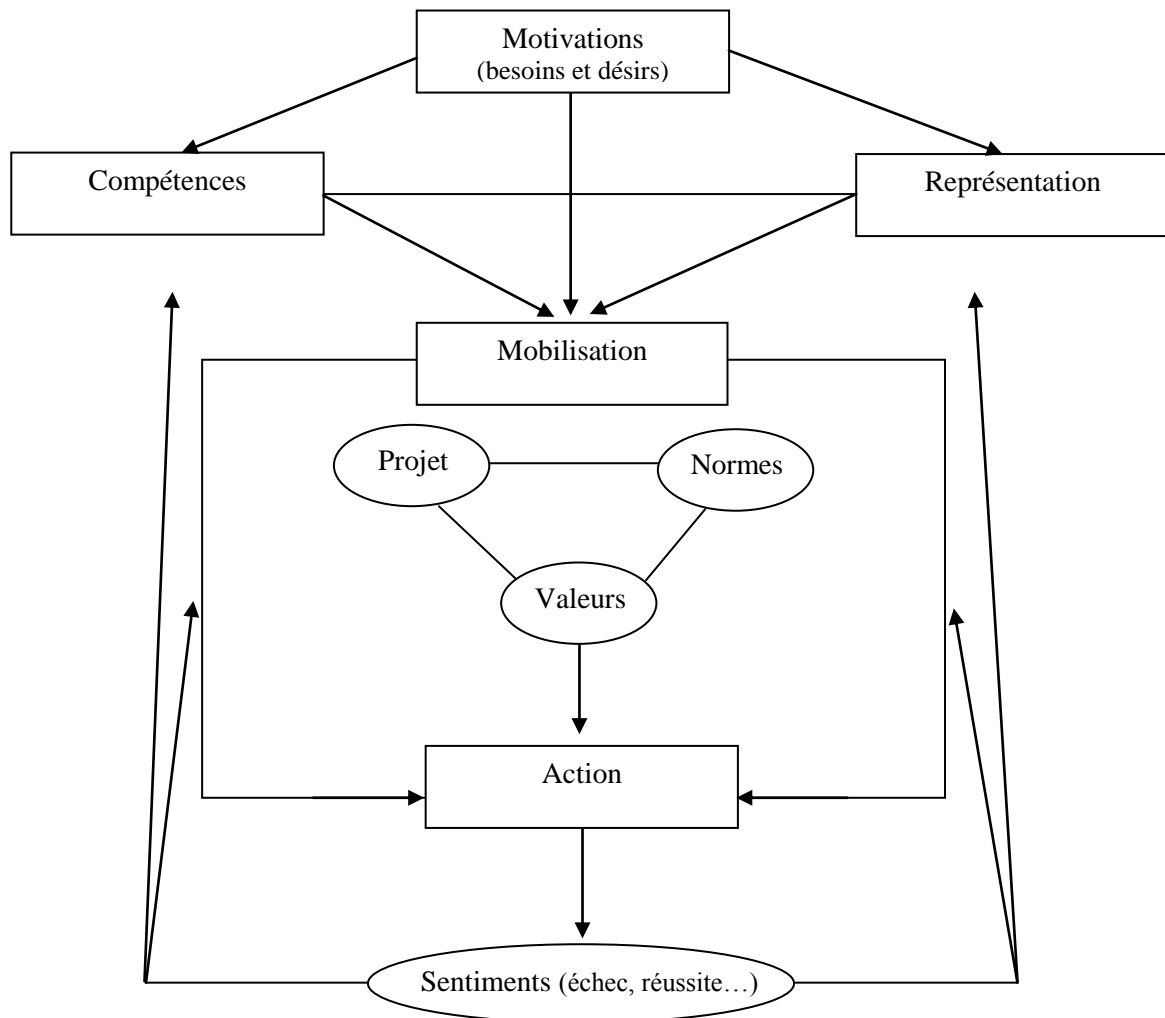 Motivations
(besoins et désirs)
Compétences
Représentation
Mobilisation
Projet
Normes
Valeurs
Action
Sentiments (échec, réussite…)